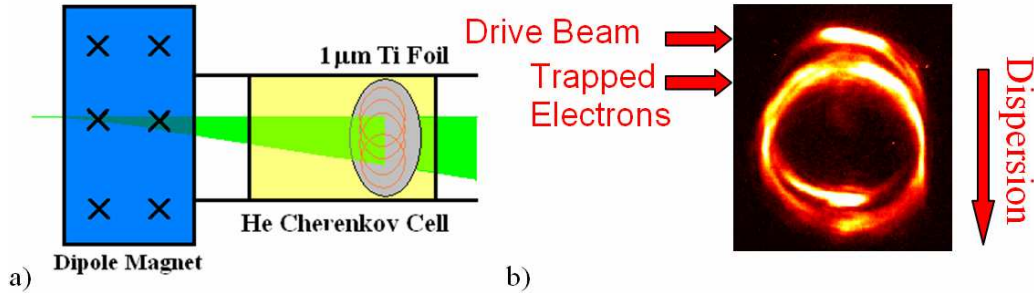 1μm Ti Foil
He Cherenkov Cell
Dipole Magnet
a)
Drive Beam
Trapped
Electrons
Dispersion
b)